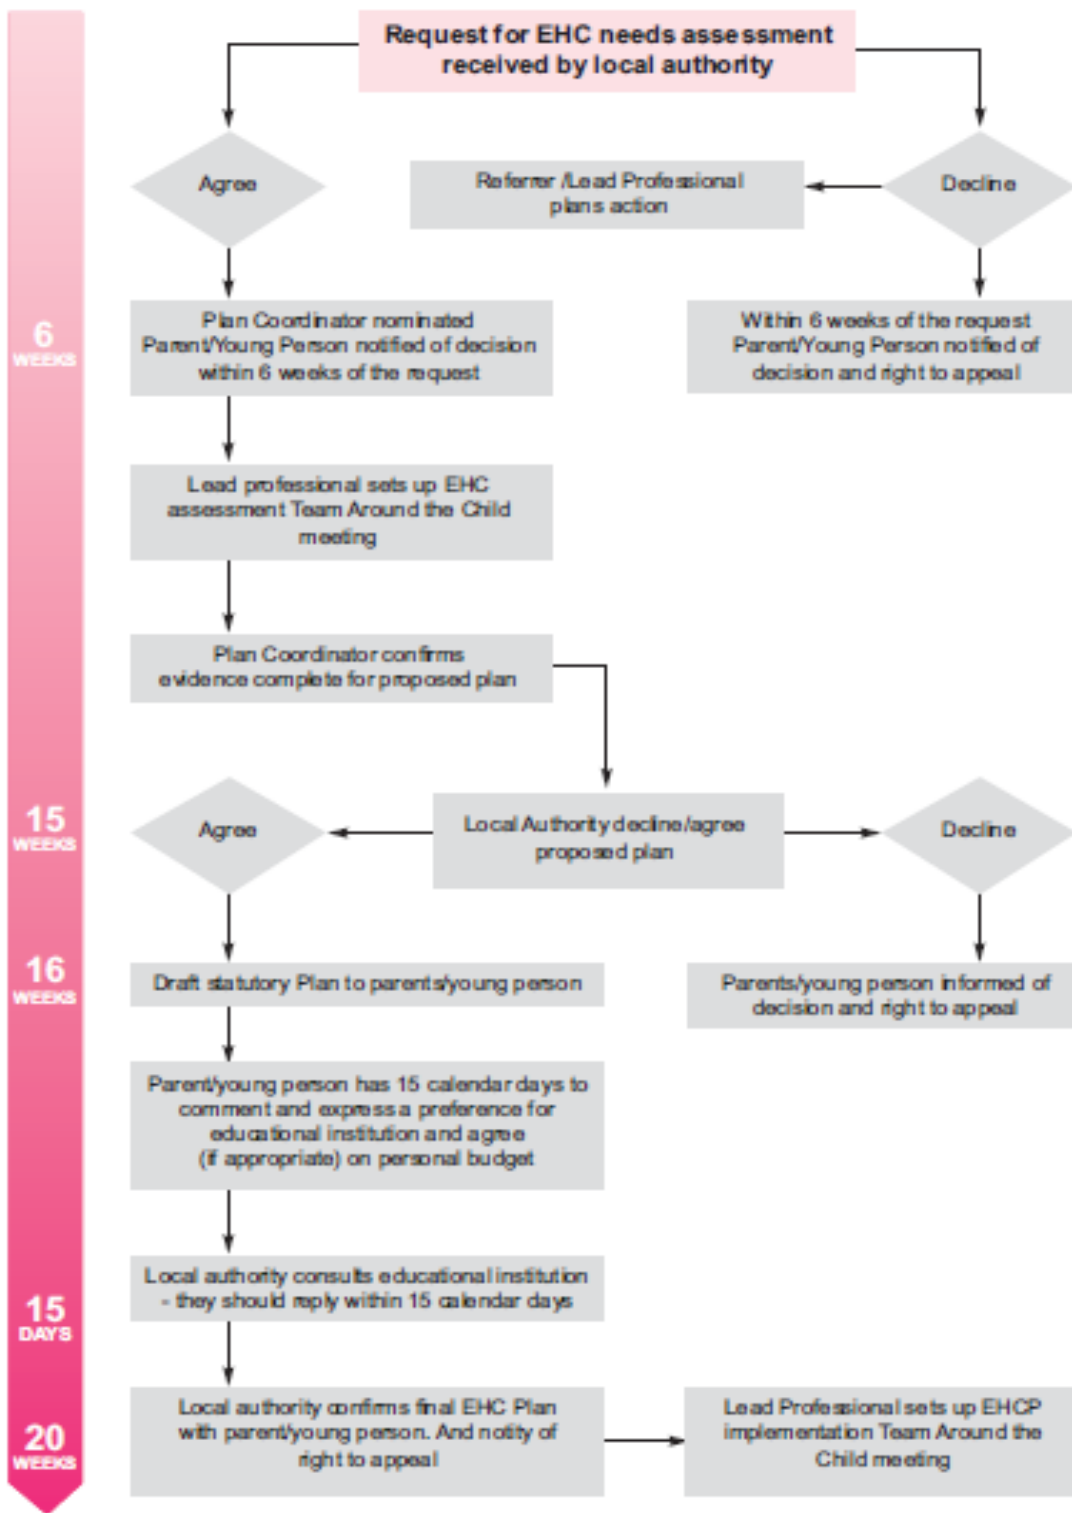 Request for EHC needs assessment
received by local authority
Agree
Referrer /Lead Professional
plans action
Decline
6
WEEKS
Plan Coordinator nominated
Parent/Young Person notified of decision
within 6 weeks of the request
Within 6 weeks of the request
Parent/Young Person notified of
decision and right to appeal
Lead professional sets up EHC
assessment Team Around the Child
meeting
Plan Coordinator confirms
evidence complete for proposed plan
15
WEEKS
Agree
Local Authority decline/agree
proposed plan
Decline
16
WEEKS
Draft statutory Plan to parents/young person
Parents/young person informed of
decision and right to appeal
Parent/young person has 15 calendar days to
comment and express a preference for
educational institution and agree
(if appropriate) on personal budget
Local authority consults educational institution
- they should reply within 15 calendar days
15
DAYS
20
WEEKS
Local authority confirms final EHC Plan
with parent/young person. And notity of
right to appeal
Lead Professional sets up EHCP
implementation Team Around the
Child meeting